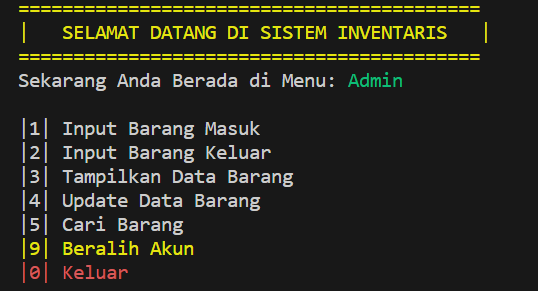 ==========================================
|   SELAMAT DATANG DI SISTEM INVENTARIS   |
==========================================
Sekarang Anda Berada di Menu: Admin

|1| Input Barang Masuk
|2| Input Barang Keluar
|3| Tampilkan Data Barang
|4| Update Data Barang
|5| Cari Barang
|9| Beralih Akun
|0| Keluar